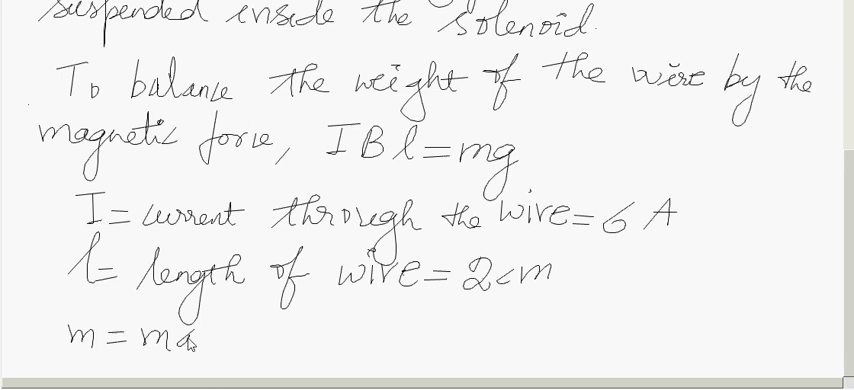 suspended inside the solenoid.
To balance the weight of the wire by the
magnetic force, IBl=mg
I= current through the wire=6 A
l= length of wire=2cm
m=ma